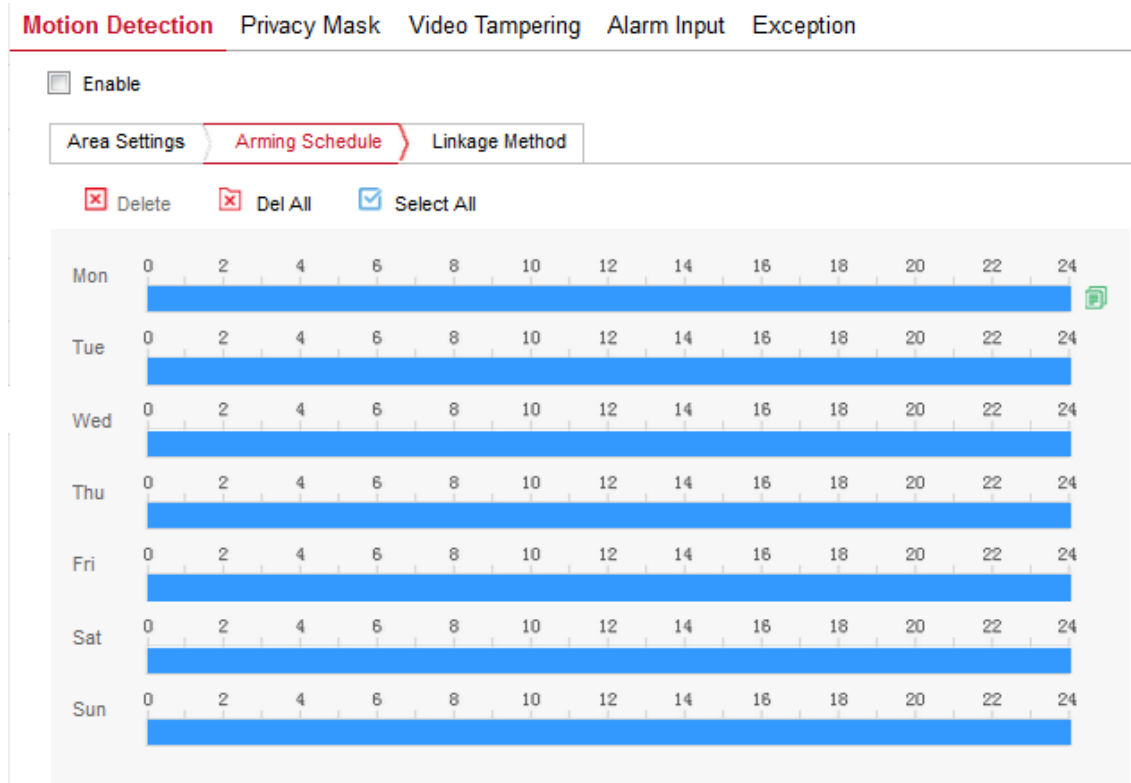 Motion Detection Privacy Mask Video Tampering Alarm Input Exception
Enable
Area Settings Arming Schedule Linkage Method
Delete Del All Select All
Mon 0 2 4 6 8 10 12 14 16 18 20 22 24
Tue 0 2 4 6 8 10 12 14 16 18 20 22 24
Wed 0 2 4 6 8 10 12 14 16 18 20 22 24
Thu 0 2 4 6 8 10 12 14 16 18 20 22 24
Fri 0 2 4 6 8 10 12 14 16 18 20 22 24
Sat 0 2 4 6 8 10 12 14 16 18 20 22 24
Sun 0 2 4 6 8 10 12 14 16 18 20 22 24